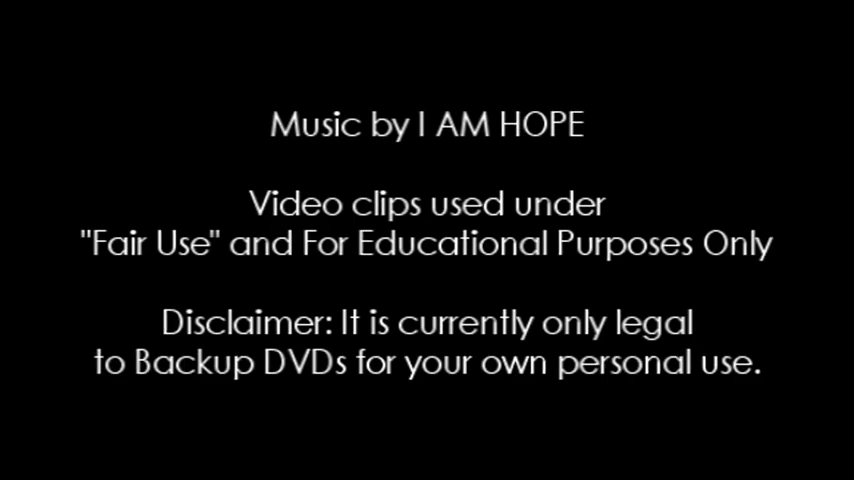 Music by I AM HOPE
Video clips used under
"Fair Use" and For Educational Purposes Only
Disclaimer: It is currently only legal
to Backup DVDs for your own personal use.